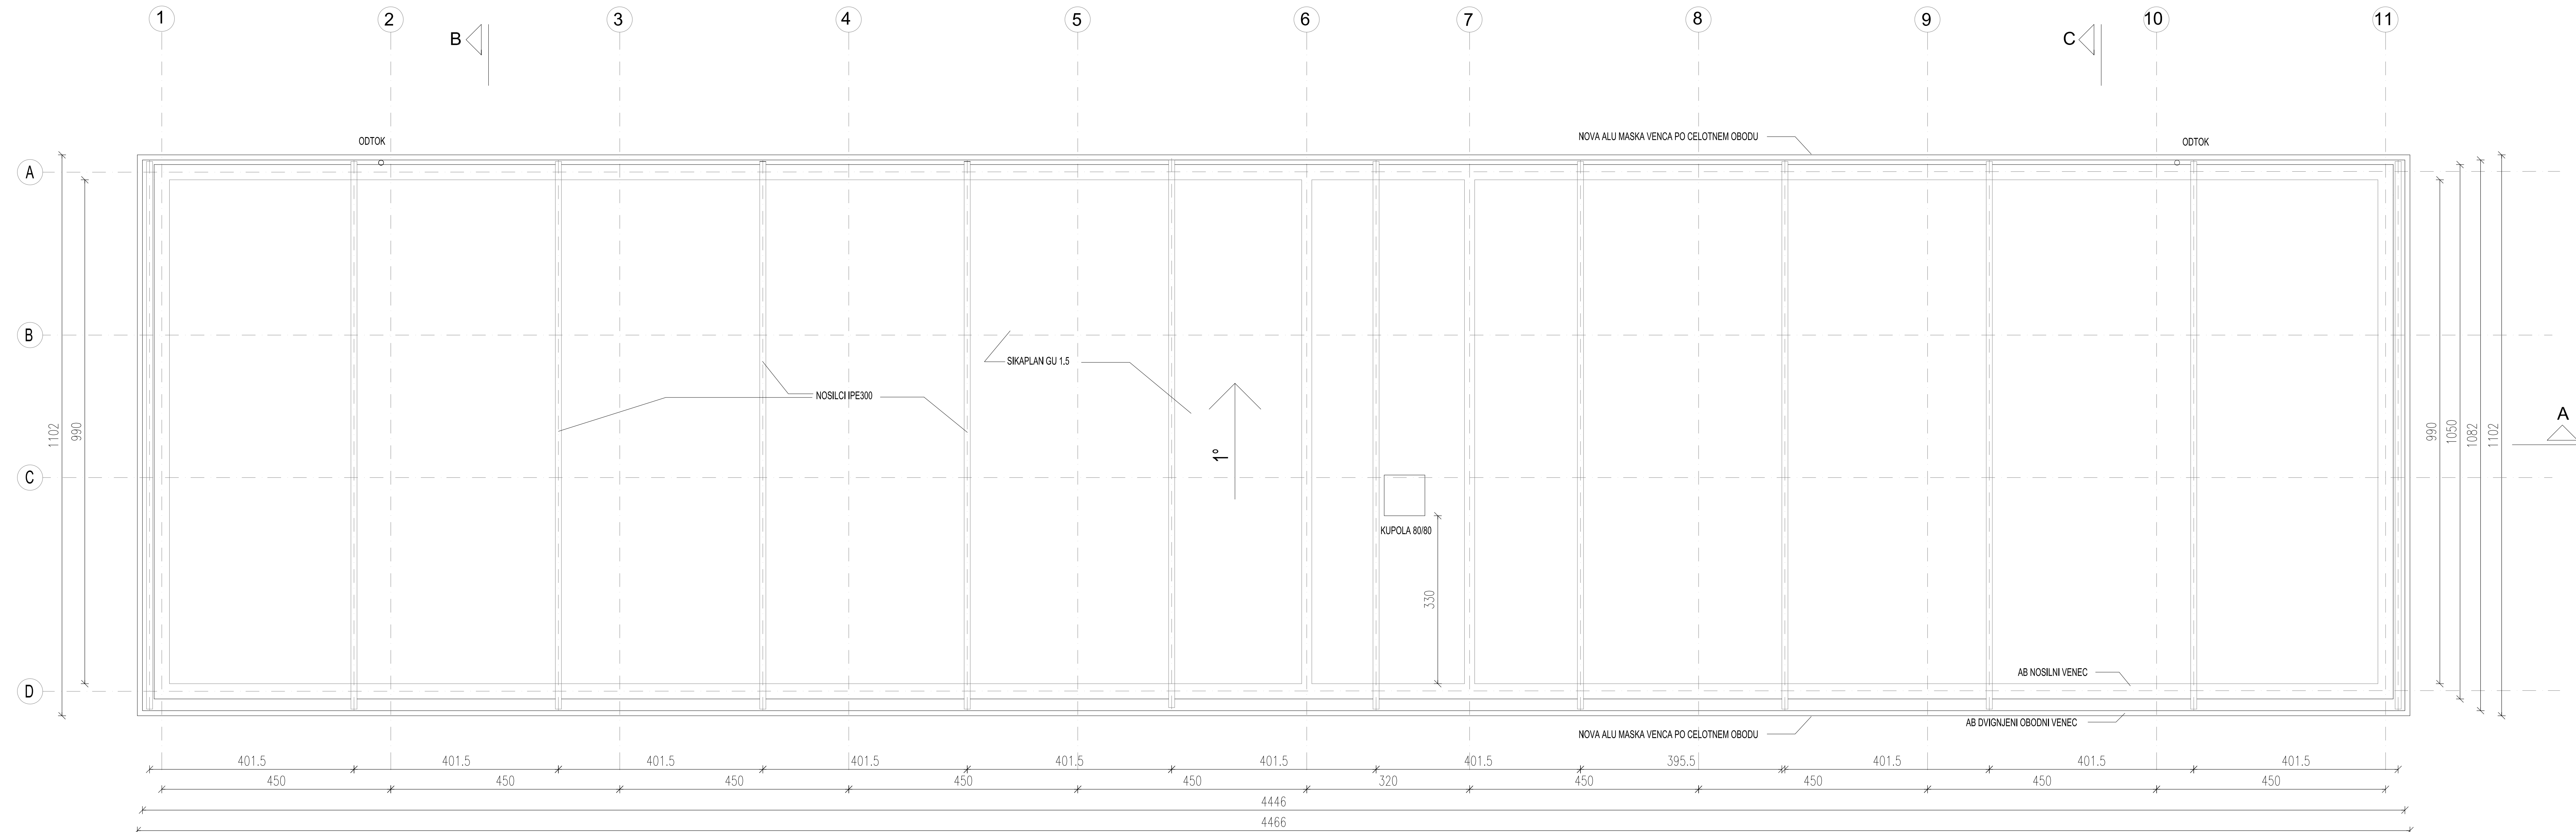 1 2 3 4 5 6 7 8 9 10 11
B C
ODTOK
NOVA ALU MASKA VENCA PO CELOTNEM OBODU
ODTOK
A
B
SIKAPLAN GU 1.5
NOSILCI IPE300
1102
990
1°
990
1050
1082
1102
A
C
KUPOLA 80/80
330
AB NOSILNI VENEC
D
AB DVIGNJENI OBODNI VENEC
NOVA ALU MASKA VENCA PO CELOTNEM OBODU
401.5 401.5 401.5 401.5 401.5 401.5 401.5 395.5 401.5 401.5 401.5
450 450 450 450 450 320 450 450 450 450
4446
4466